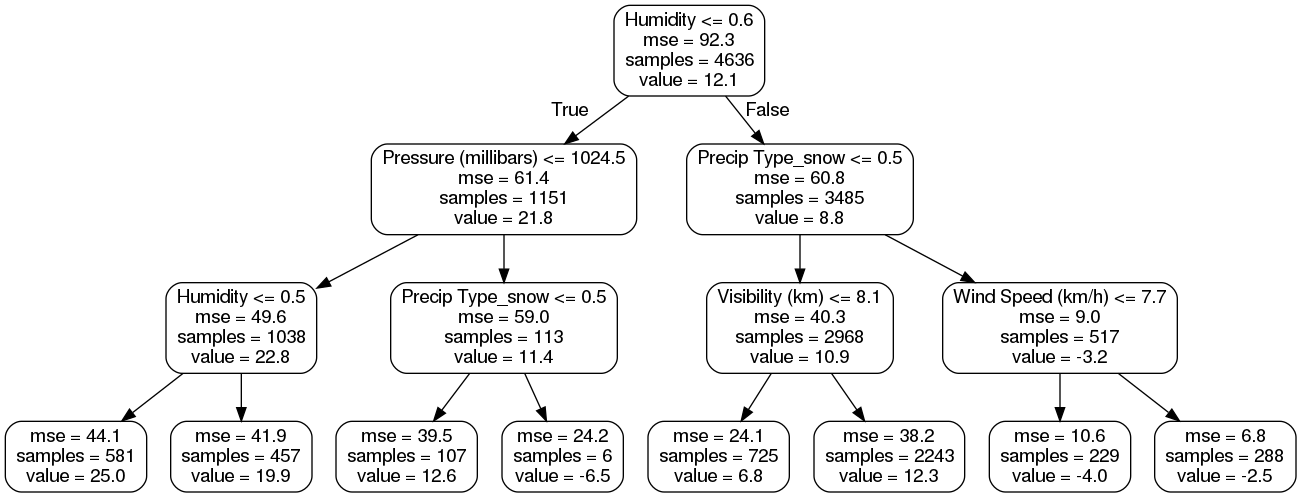 Humidity <= 0.6
mse = 92.3
samples = 4636
value = 12.1
True
False
Pressure (millibars) <= 1024.5
mse = 61.4
samples = 1151
value = 21.8
Precip Type_snow <= 0.5
mse = 60.8
samples = 3485
value = 8.8
Humidity <= 0.5
mse = 49.6
samples = 1038
value = 22.8
Precip Type_snow <= 0.5
mse = 59.0
samples = 113
value = 11.4
Visibility (km) <= 8.1
mse = 40.3
samples = 2968
value = 10.9
Wind Speed (km/h) <= 7.7
mse = 9.0
samples = 517
value = -3.2
mse = 44.1
samples = 581
value = 25.0
mse = 41.9
samples = 457
value = 19.9
mse = 39.5
samples = 107
value = 12.6
mse = 24.2
samples = 6
value = -6.5
mse = 24.1
samples = 725
value = 6.8
mse = 38.2
samples = 2243
value = 12.3
mse = 10.6
samples = 229
value = -4.0
mse = 6.8
samples = 288
value = -2.5